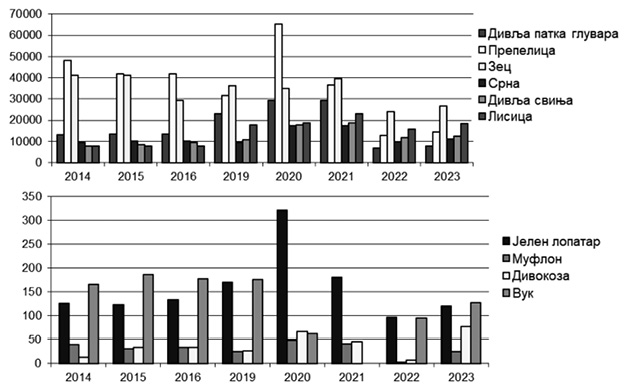 70000
60000
50000
40000
30000
20000
10000
0
2014 2015 2016 2019 2020 2021 2022 2023
Дивља патка глувара
Препелица
Зец
Срна
Дивља свиња
Лисица
350
300
250
200
150
100
50
0
2014 2015 2016 2019 2020 2021 2022 2023
Јелен лопатар
Муфлон
Дивокоза
Вук